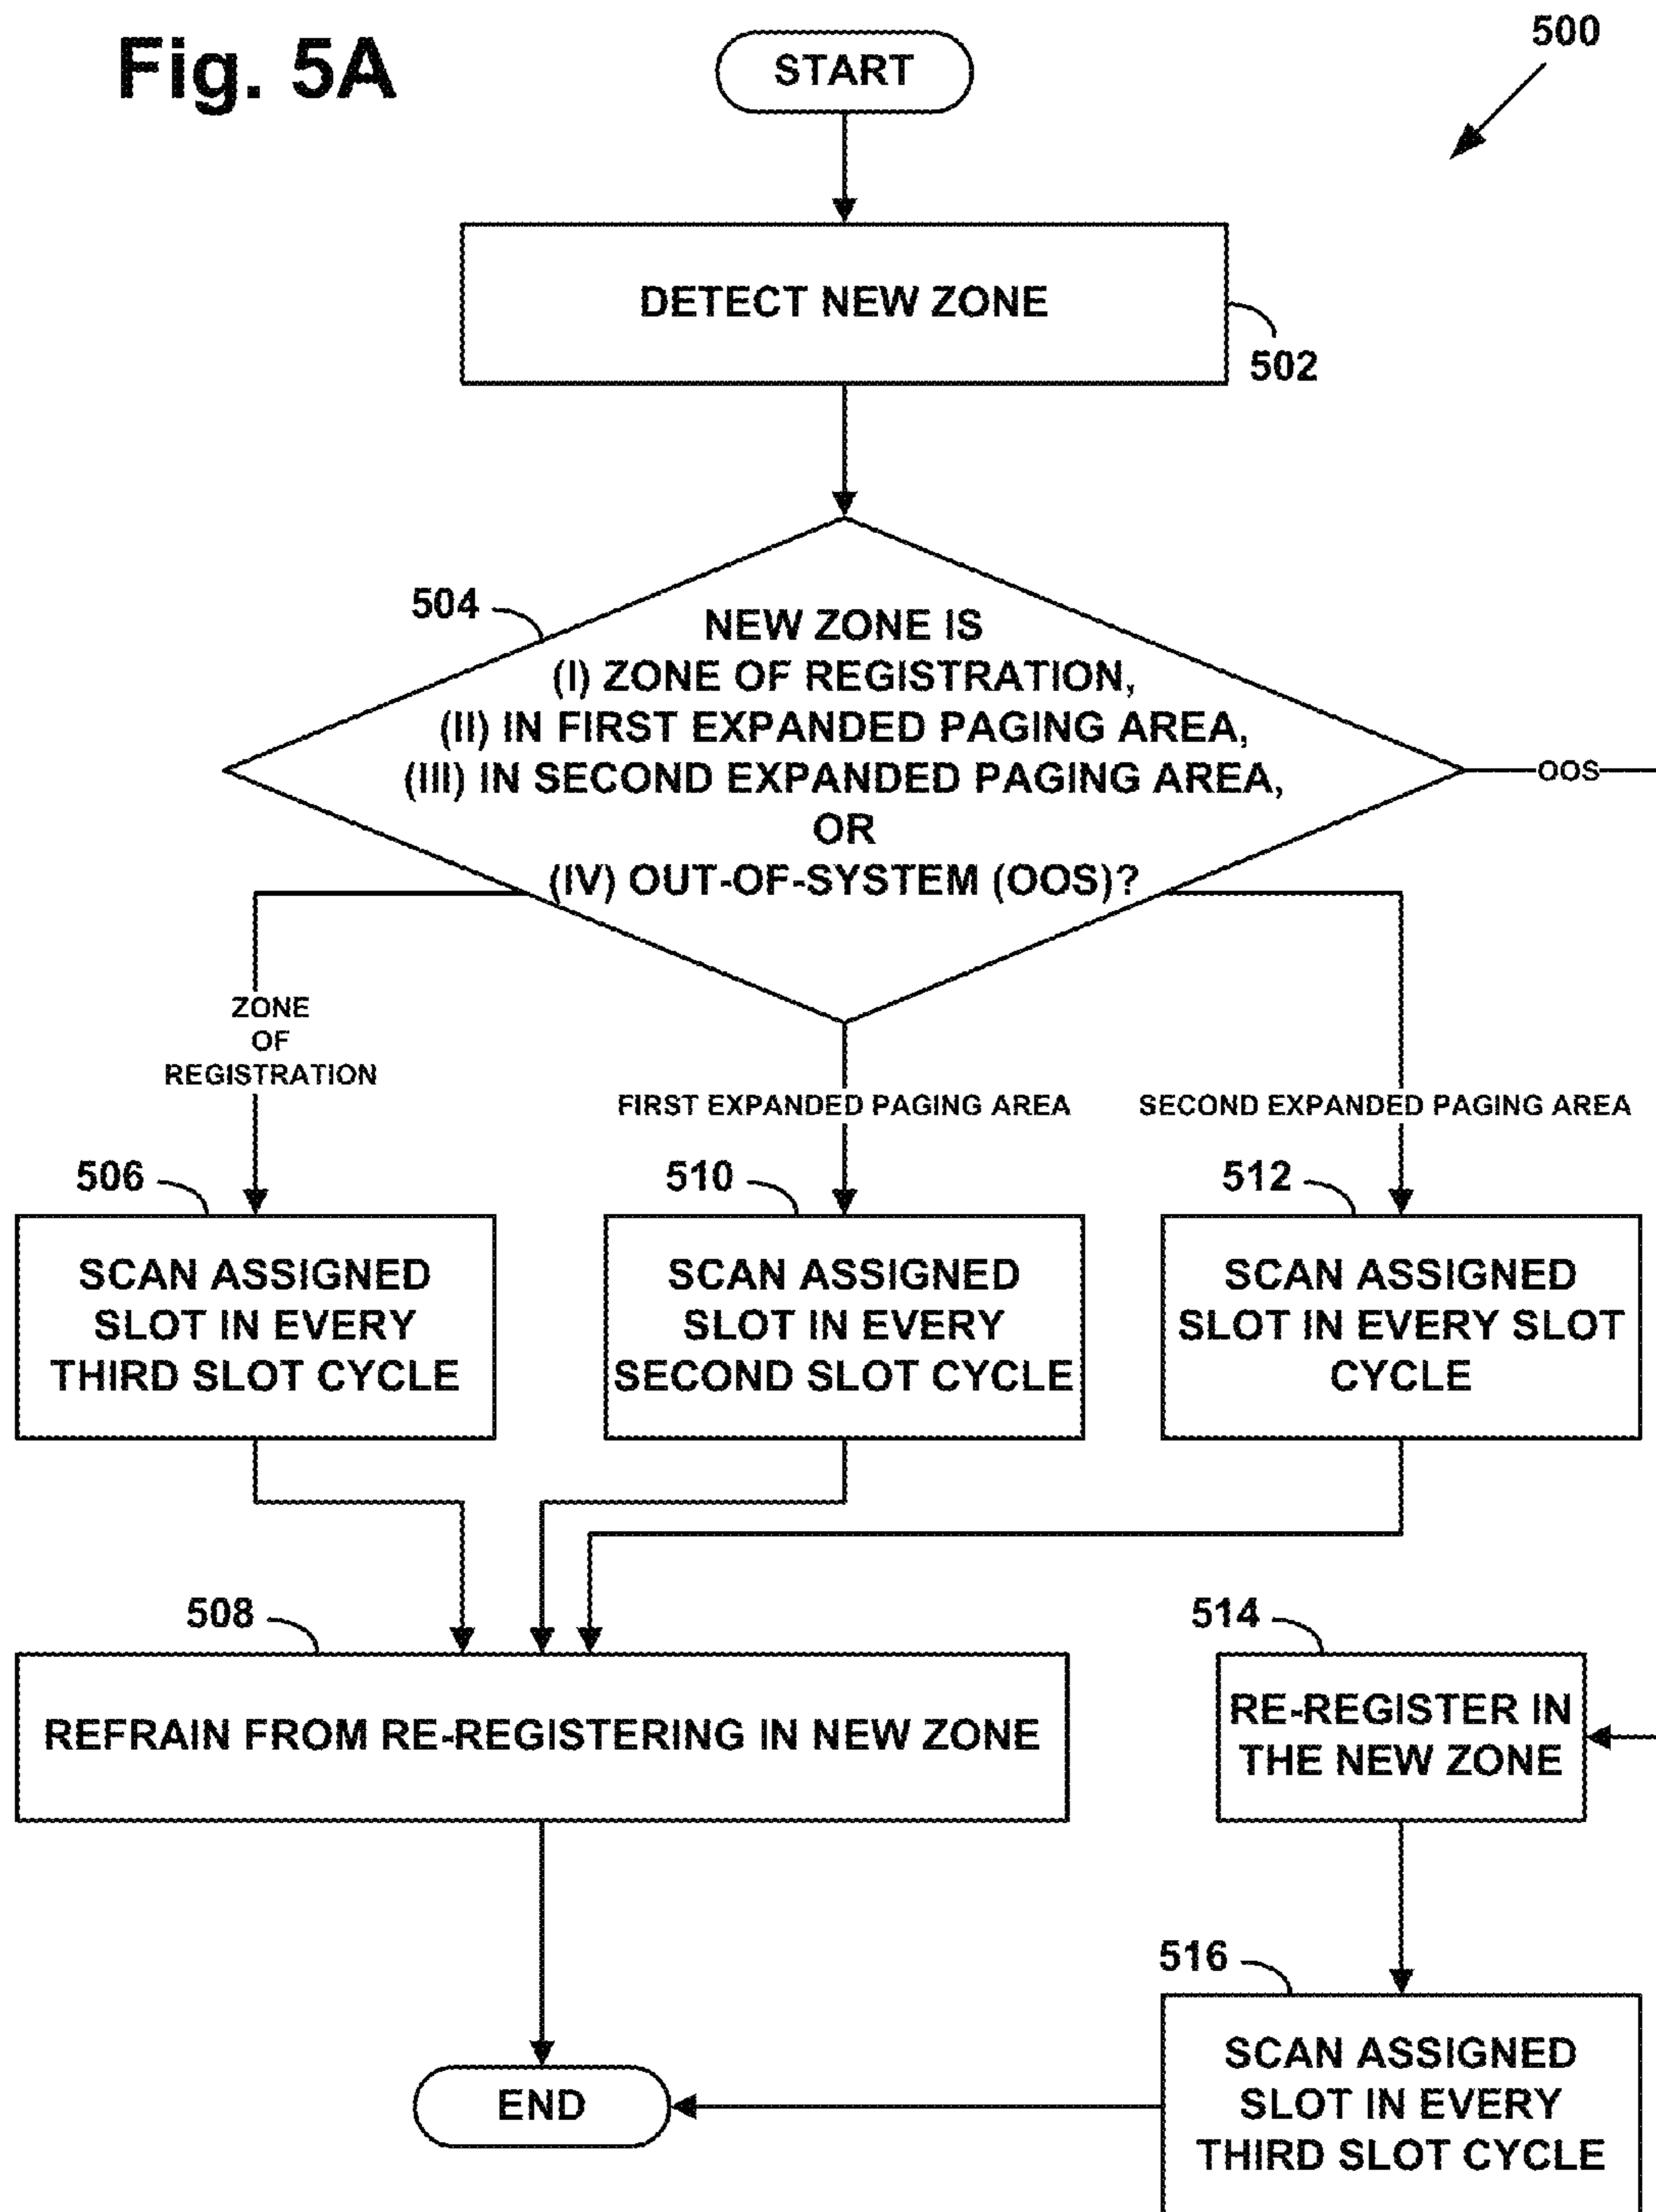 Fig. 5A
START
500
DETECT NEW ZONE
502
504
NEW ZONE IS
(I) ZONE OF REGISTRATION,
(II) IN FIRST EXPANDED PAGING AREA,
(III) IN SECOND EXPANDED PAGING AREA,
OR
(IV) OUT-OF-SYSTEM (OOS)?
OOS
ZONE
OF
REGISTRATION
FIRST EXPANDED PAGING AREA
SECOND EXPANDED PAGING AREA
506
SCAN ASSIGNED
SLOT IN EVERY
THIRD SLOT CYCLE
510
SCAN ASSIGNED
SLOT IN EVERY
SECOND SLOT CYCLE
512
SCAN ASSIGNED
SLOT IN EVERY SLOT
CYCLE
508
REFRAIN FROM RE-REGISTERING IN NEW ZONE
514
RE-REGISTER IN
THE NEW ZONE
516
SCAN ASSIGNED
SLOT IN EVERY
THIRD SLOT CYCLE
END